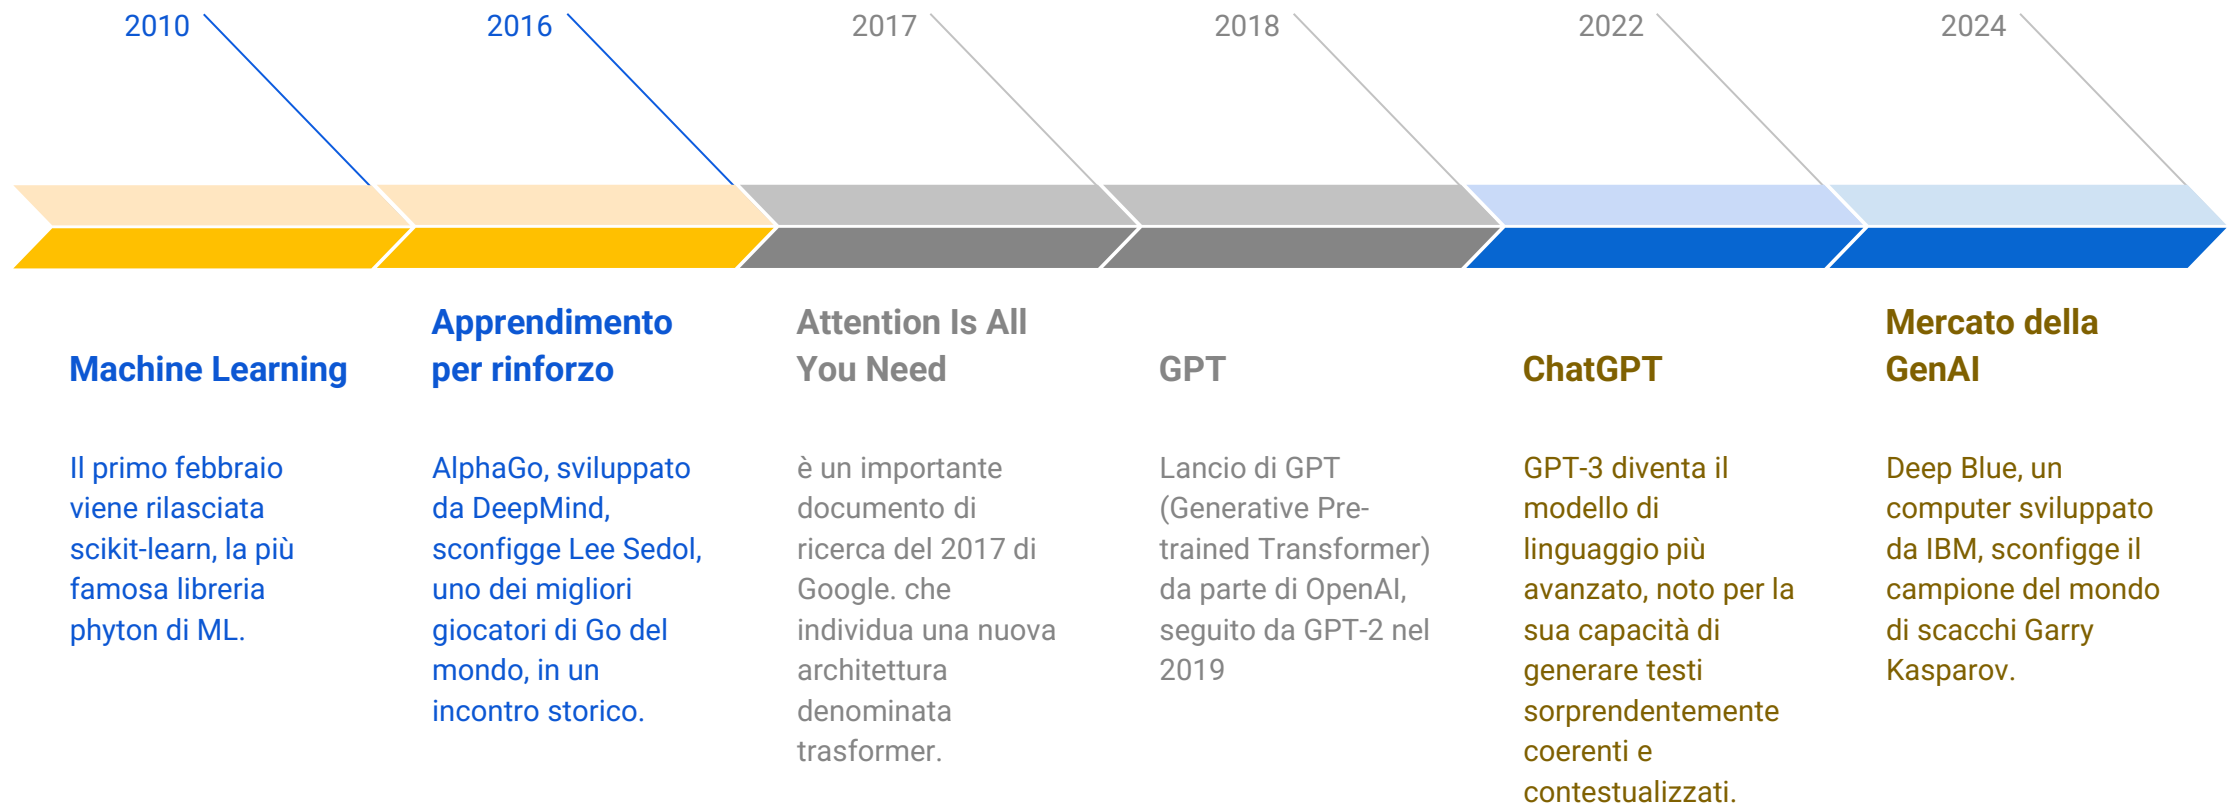 2010
2016
2017
2018
2022
2024
Machine Learning
Il primo febbraio
viene rilasciata
scikit-learn, la più
famosa libreria
phyton di ML.
Apprendimento
per rinforzo
AlphaGo, sviluppato
da DeepMind,
sconfigge Lee Sedol,
uno dei migliori
giocatori di Go del
mondo, in un
incontro storico.
Attention Is All
You Need
è un importante
documento di
ricerca del 2017 di
Google. che
individua una nuova
architettura
denominata
trasformer.
GPT
Lancio di GPT
(Generative Pre-
trained Transformer)
da parte di OpenAI,
seguito da GPT-2 nel
2019
ChatGPT
GPT-3 diventa il
modello di
linguaggio più
avanzato, noto per la
sua capacità di
generare testi
sorprendentemente
coerenti e
contestualizzati.
Mercato della
GenAI
Deep Blue, un
computer sviluppato
da IBM, sconfigge il
campione del mondo
di scacchi Garry
Kasparov.